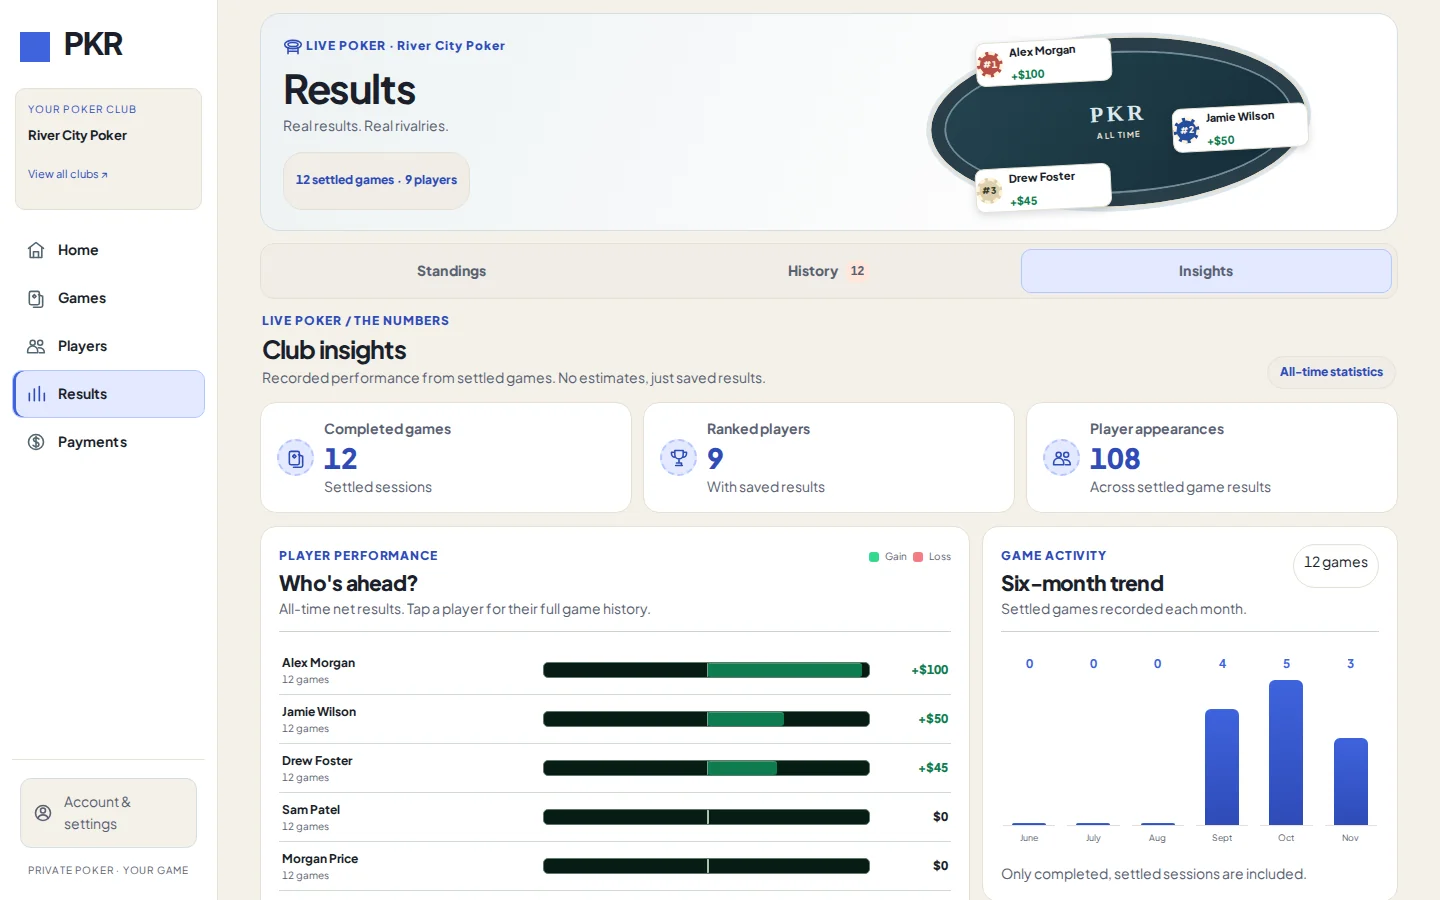 PKR
YOUR POKER CLUB
River City Poker
View all clubs ↗
Home
Games
Players
Results
Payments
Account &
settings
PRIVATE POKER · YOUR GAME
LIVE POKER · River City Poker
Results
Real results. Real rivalries.
12 settled games · 9 players
PKR
ALL TIME
#1
Alex Morgan
+$100
#2
Jamie Wilson
+$50
#3
Drew Foster
+$45
Standings
History 12
Insights
LIVE POKER / THE NUMBERS
Club insights
Recorded performance from settled games. No estimates, just saved results.
All-time statistics
Completed games
12
Settled sessions
Ranked players
9
With saved results
Player appearances
108
Across settled game results
PLAYER PERFORMANCE
Gain Loss
Who's ahead?
All-time net results. Tap a player for their full game history.
Alex Morgan
12 games
+$100
Jamie Wilson
12 games
+$50
Drew Foster
12 games
+$45
Sam Patel
12 games
$0
Morgan Price
12 games
$0
GAME ACTIVITY
12 games
Six-month trend
Settled games recorded each month.
0 0 0 4 5 3
June July Aug Sept Oct Nov
Only completed, settled sessions are included.